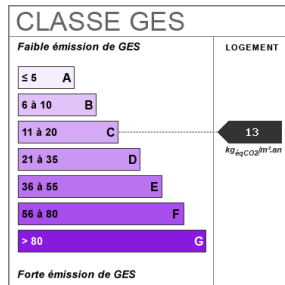 CLASSE GES
Faible émission de GES
LOGEMENT
≤ 5 A
6 à 10 B
11 à 20 C
13
kgéqCO2/m².an
21 à 35 D
36 à 55 E
56 à 80 F
> 80 G
Forte émission de GES